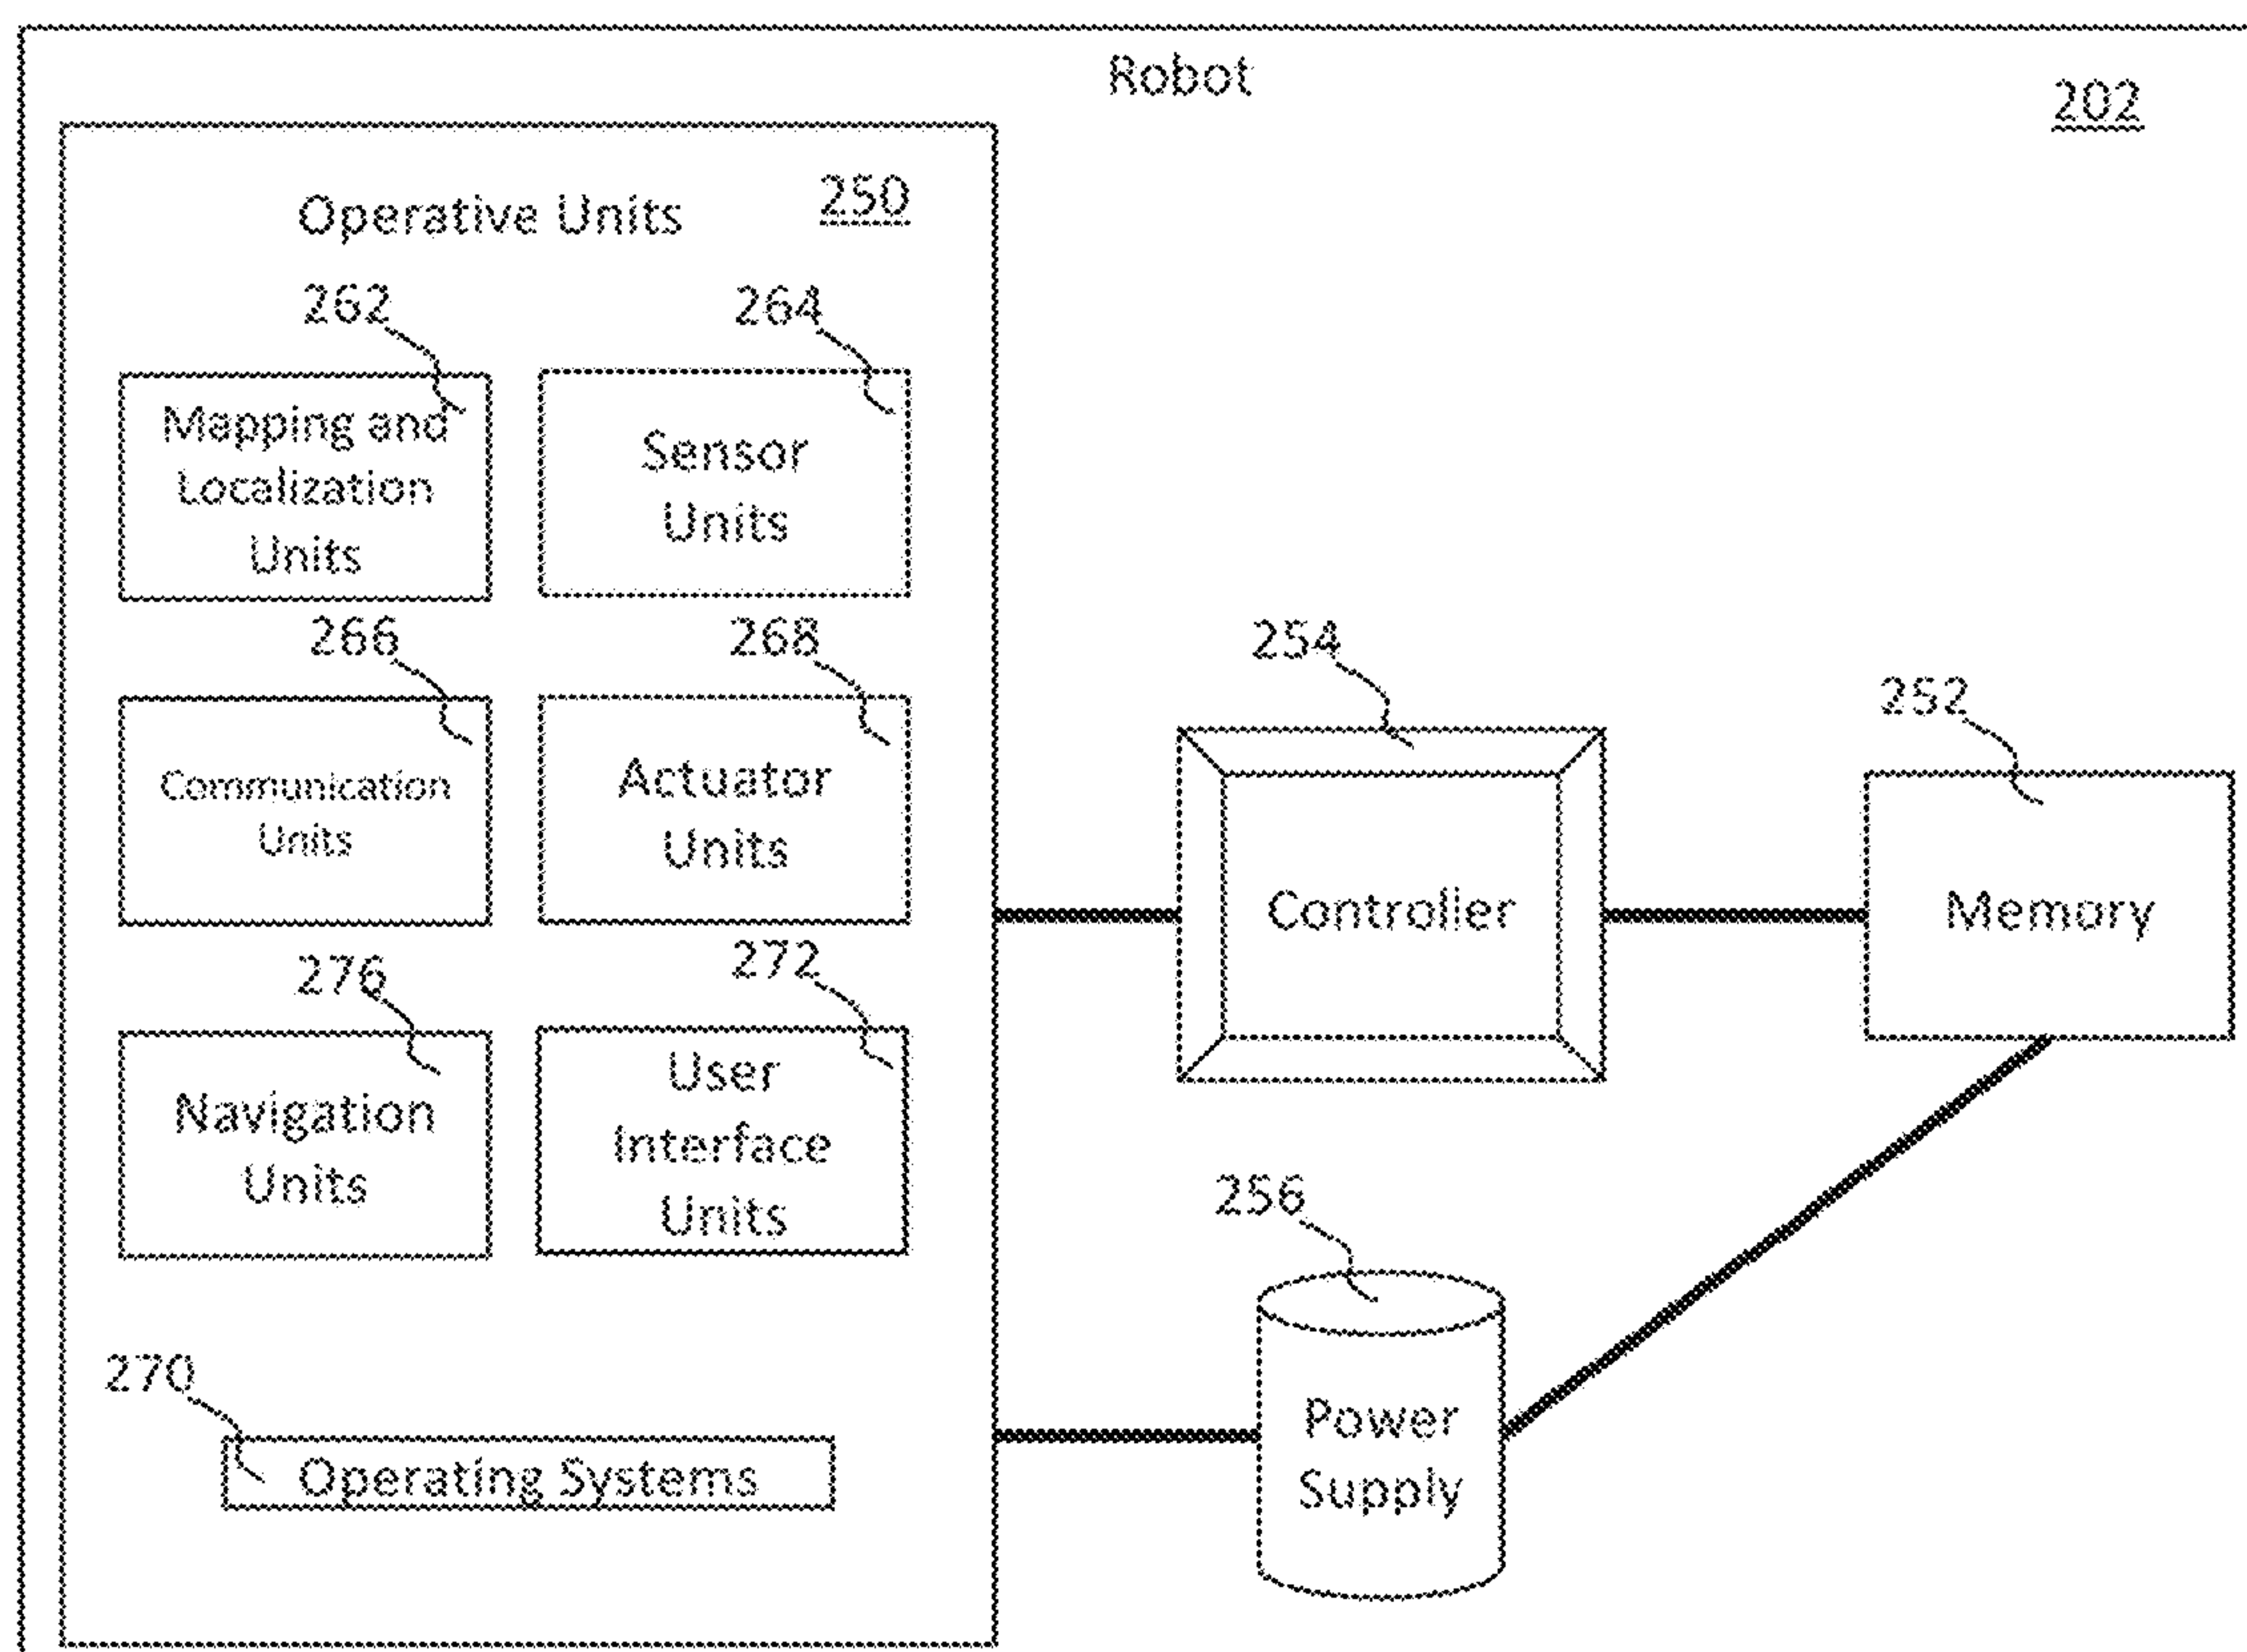 Robot
202
Operative Units
250
262
264
Mapping and
Localization
Units
Sensor
Units
266
268
Communication
Units
Actuator
Units
276
272
Navigation
Units
User
Interface
Units
270
Operating Systems
254
Controller
252
Memory
256
Power
Supply